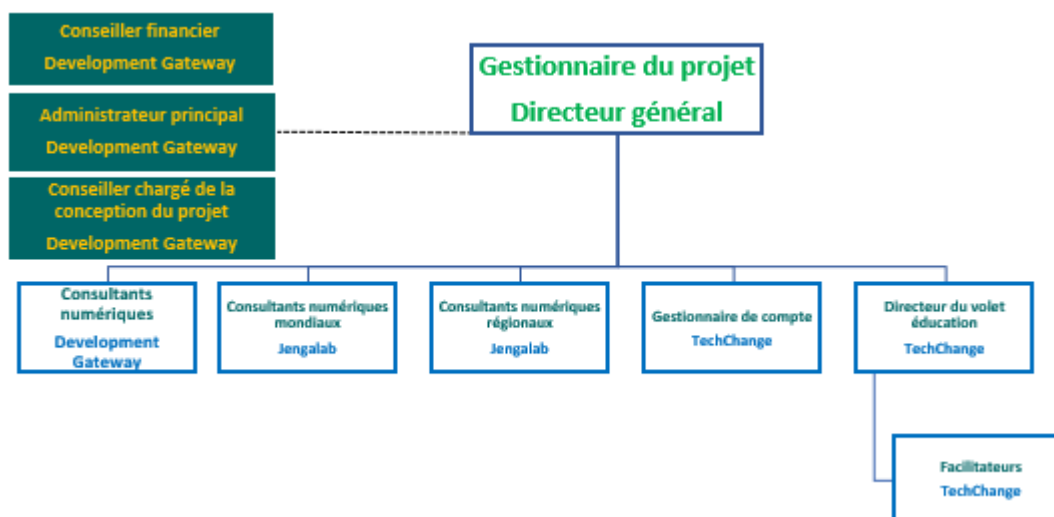 Conseiller financier
Development Gateway
Gestionnaire du projet
Directeur général
Administrateur principal
Development Gateway
Conseiller chargé de la
conception du projet
Development Gateway
Consultants
numériques
Development
Gateway
Consultants numériques
mondiaux
Jengalab
Consultants numériques
régionaux
Jengalab
Gestionnaire de compte
TechChange
Directeur du volet
éducation
TechChange
Facilitateurs
TechChange